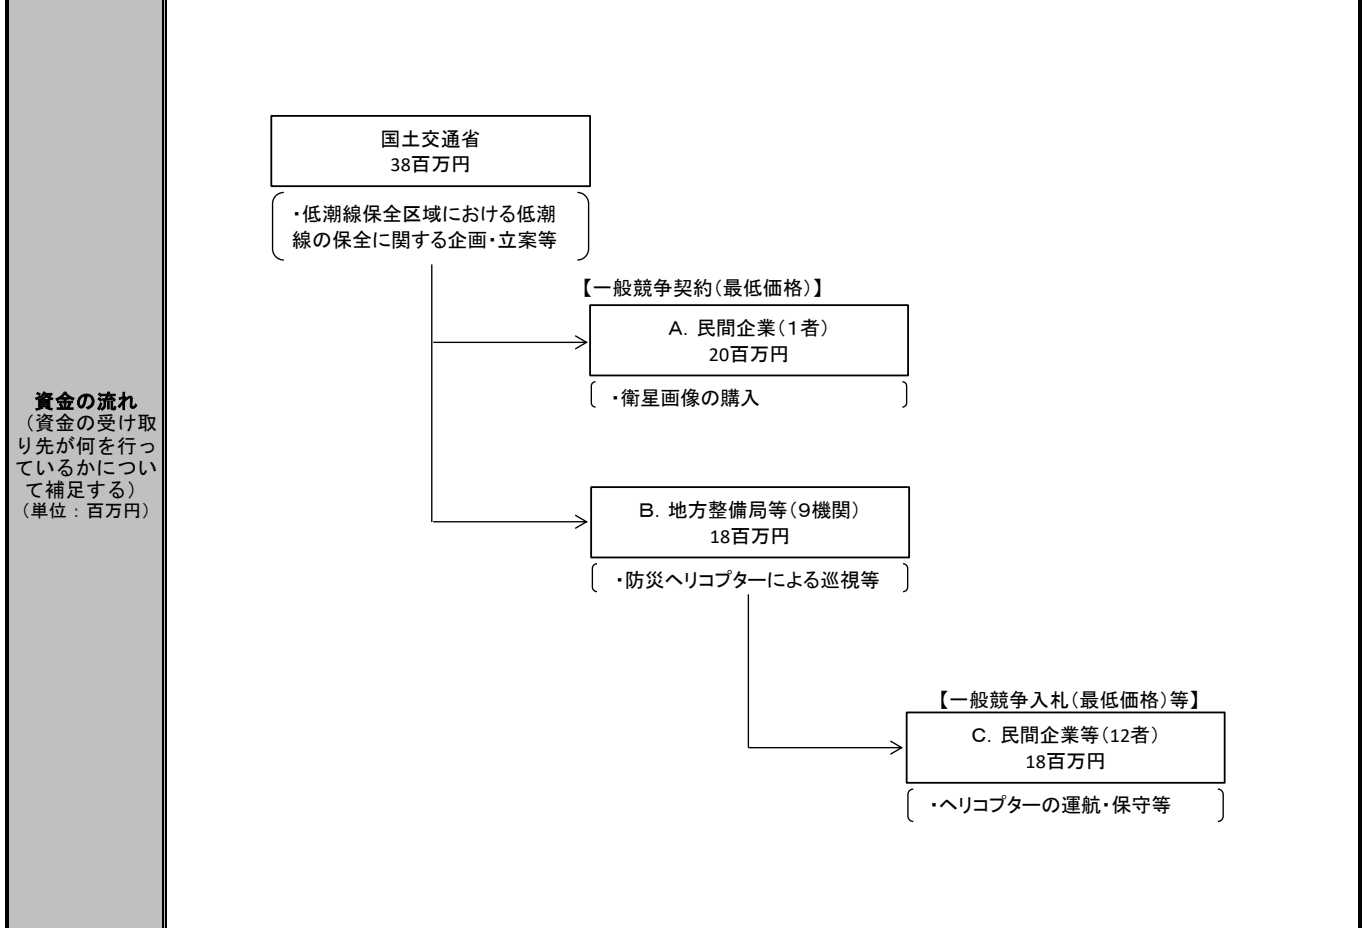 資金の流れ
（資金の受け取
り先が何を行っ
ているかについ
て補足する）
（単位：百万円）
国土交通省
38百万円
・低潮線保全区域における低潮
線の保全に関する企画・立案等
【一般競争契約（最低価格）】
Ａ．民間企業（１者）
20百万円
・衛星画像の購入
Ｂ．地方整備局等（９機関）
18百万円
・防災ヘリコプターによる巡視等
【一般競争入札（最低価格）等】
Ｃ．民間企業等（12者）
18百万円
・ヘリコプターの運航・保守等